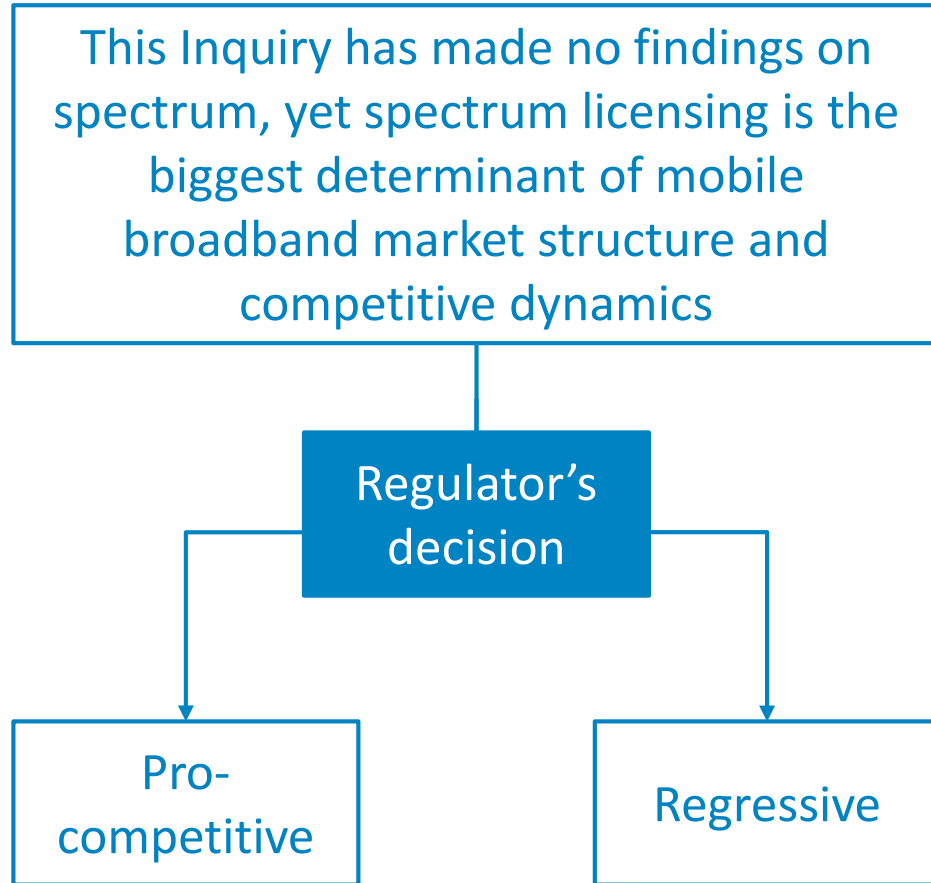 This Inquiry has made no findings on
spectrum, yet spectrum licensing is the
biggest determinant of mobile
broadband market structure and
competitive dynamics
Regulator’s
decision
Pro-
competitive
Regressive